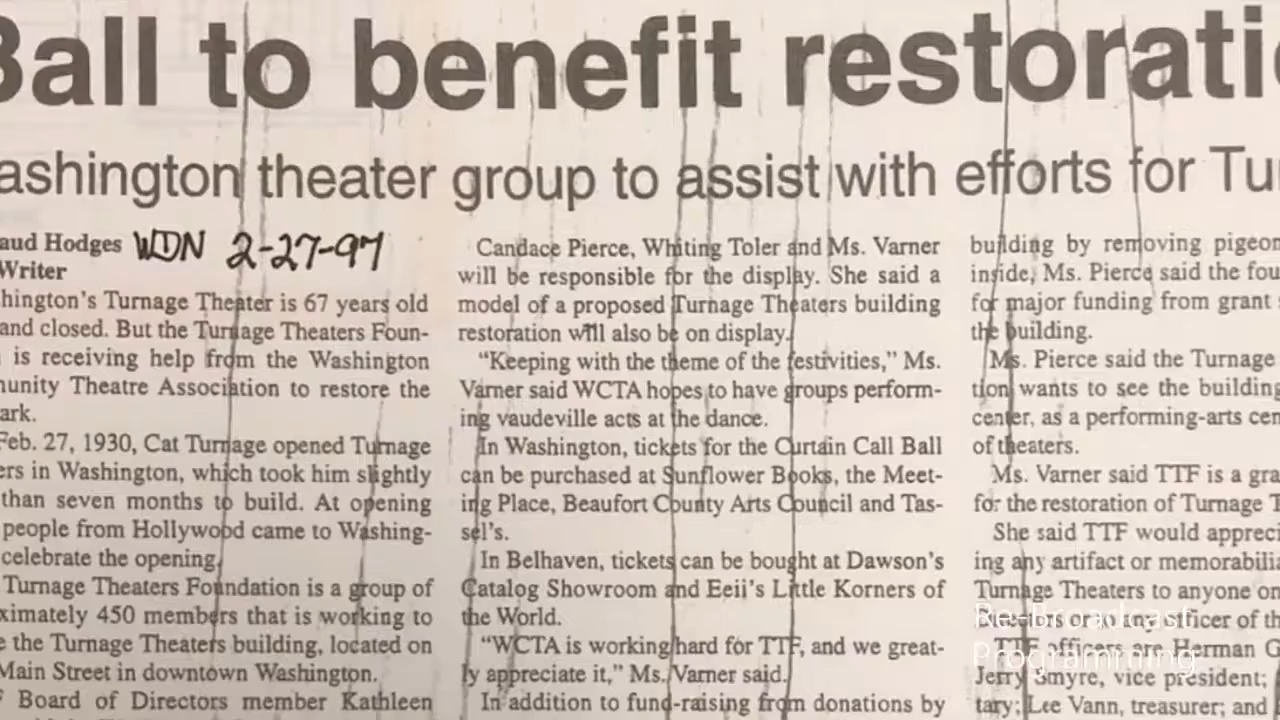 Ball to benefit restorati
ashington theater group to assist with efforts for Tu
aud Hodges WDN 2-27-97
Writer
hington's Turnage Theater is 67 years old
and closed. But the Turnage Theaters Foun-
is receiving help from the Washington
unity Theatre Association to restore the
ark.
Feb. 27, 1930, Cat Turnage opened Turnage
ers in Washington, which took him slightly
than seven months to build. At opening
people from Hollywood came to Washing-
celebrate the opening.
Turnage Theaters Foundation is a group of
ximately 450 members that is working to
e the Turnage Theaters building, located on
Main Street in downtown Washington.
Board of Directors member Kathleen
Candace Pierce, Whiting Toler and Ms. Varner
will be responsible for the display. She said a
model of a proposed Turnage Theaters building
restoration will also be on display.
“Keeping with the theme of the festivities,” Ms.
Varner said WCTA hopes to have groups perform-
ing vaudeville acts at the dance.
In Washington, tickets for the Curtain Call Ball
can be purchased at Sunflower Books, the Meet-
ing Place, Beaufort County Arts Council and Tas-
sel's.
In Belhaven, tickets can be bought at Dawson's
Catalog Showroom and Eeii's Little Korners of
the World.
“WCTA is working hard for TTF, and we great-
ly appreciate it,” Ms. Varner said.
In addition to fund-raising from donations by
building by removing pigeon
inside, Ms. Pierce said the fou
for major funding from grant
the building.
Ms. Pierce said the Turnage
tion wants to see the building
center, as a performing-arts cen
of theaters.
Ms. Varner said TTF is a gra
for the restoration of Turnage T
She said TTF would appreci
ing any artifact or memorabilia
Turnage Theaters to anyone on
officer of th
TTF officers are Herman G
Jerry Smyre, vice president;
tary; Lee Vann, treasurer; and
Re-Broadcast
Programming